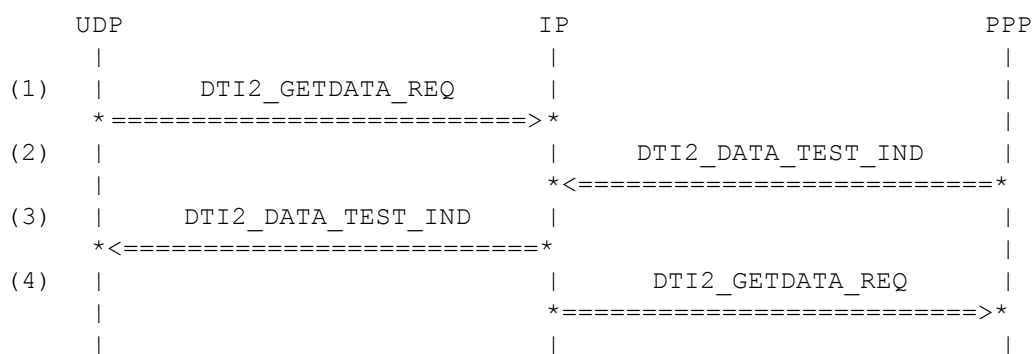 UDP IP PPP
| | |
(1) | DTI2_GETDATA_REQ | |
* ==========================> * |
(2) | | DTI2_DATA_TEST_IND |
| *<==========================*
(3) | DTI2_DATA_TEST_IND | |
*<==========================* |
(4) | | DTI2_GETDATA_REQ |
| *==========================>*
| | |